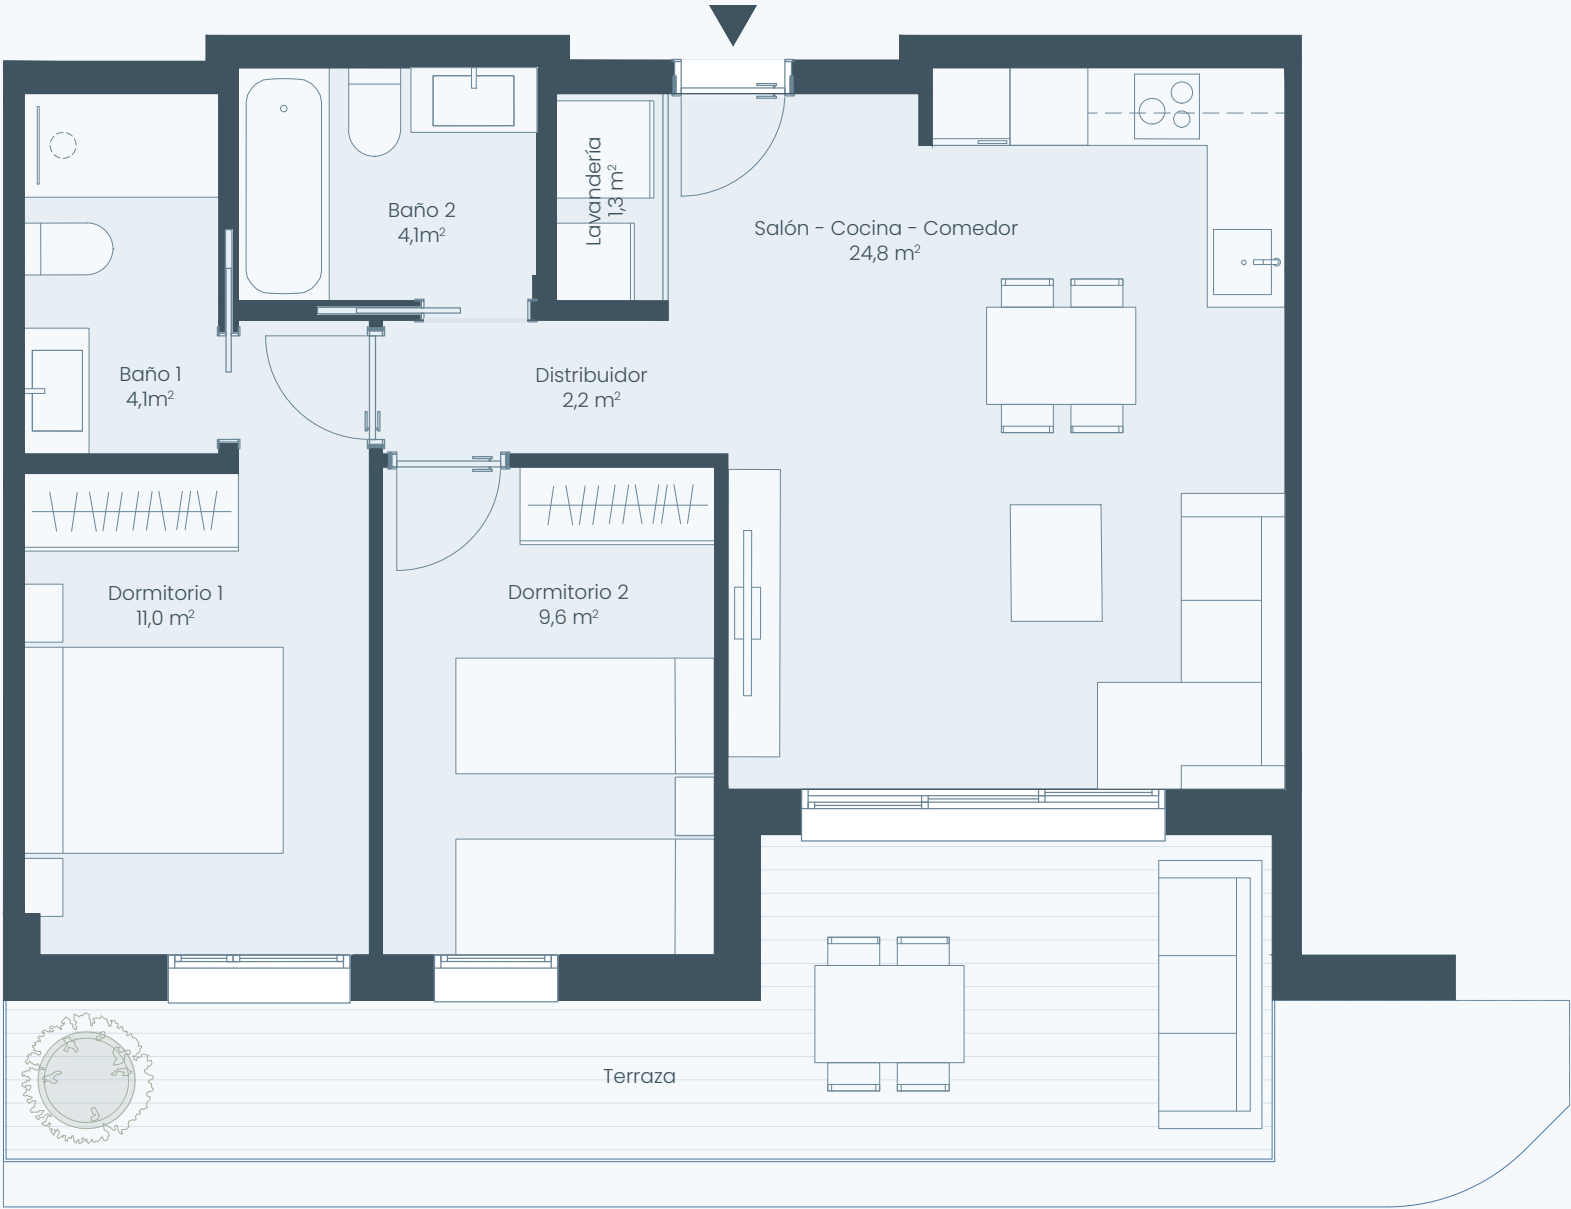 Lavandería
1,3 m²
Baño 2
4,1m²
Salón - Cocina - Comedor
24,8 m²
Baño 1
4,1m²
Distribuidor
2,2 m²
Dormitorio 1
11,0 m²
Dormitorio 2
9,6 m²
Terraza